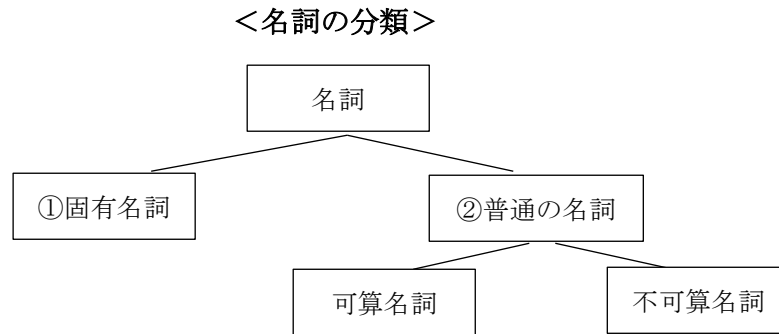 ＜名詞の分類＞
名詞
①固有名詞
②普通の名詞
可算名詞
不可算名詞